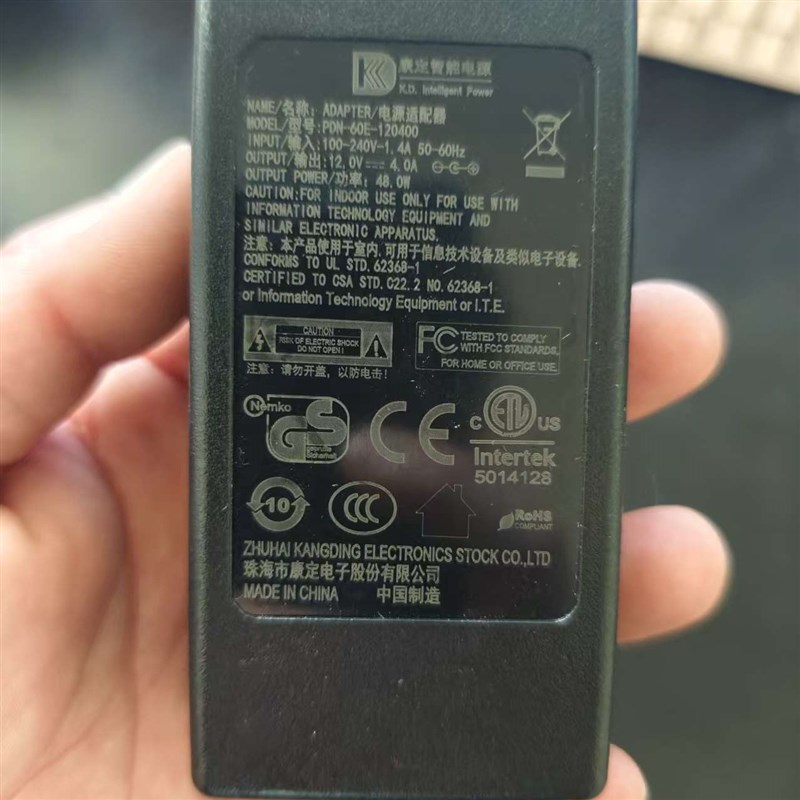 康定智能电源
K.D. Intelligent Power
NAME/名称: ADAPTER/电源适配器
MODEL/型号:PDN-60E-120400
INPUT/输入:100-240V-1.4A 50-60Hz
OUTPUT/输出:12.0V⎓4.0A
OUTPUT POWER/功率: 48.0W
CAUTION:FOR INDOOR USE ONLY FOR USE WITH
INFORMATION TECHNOLOGY EQUIPMENT AND
SIMILAR ELECTRONIC APPARATUS.
注意: 本产品使用于室内,可用于信息技术设备及类似电子设备.
CONFORMS TO UL STD.62368-1
CERTIFIED TO CSA STD.C22.2 NO.62368-1
or Information Technology Equipment or I.T.E.
CAUTION
RISK OF ELECTRIC SHOCK
DO NOT OPEN!
注意: 请勿开盖, 以防电击!
FC TESTED TO COMPLY
WITH FCC STANDARDS
FOR HOME OR OFFICE USE.
Nemko
GS
geprüfte
Sicherheit
CE
C ETL US
Intertek
5014128
10
CCC
RoHS
COMPLIANT
ZHUHAI KANGDING ELECTRONICS STOCK CO.,LTD
珠海市康定电子股份有限公司
MADE IN CHINA 中国制造